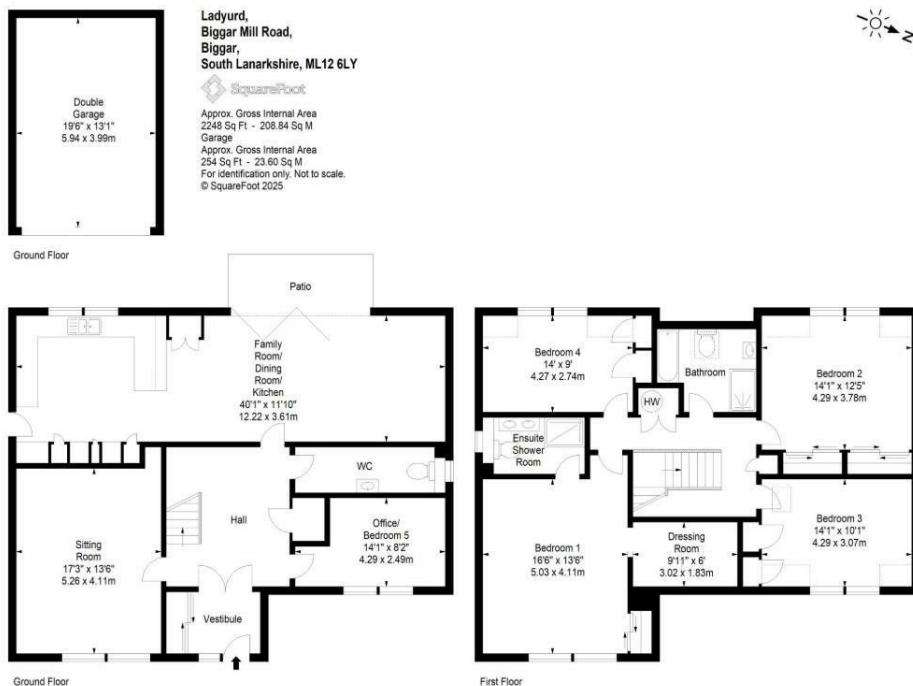 Ladyurd,
Biggar Mill Road,
Biggar,
South Lanarkshire, ML12 6LY
SquareFoot
Approx. Gross Internal Area
2248 Sq Ft - 208.84 Sq M
Garage
Approx. Gross Internal Area
254 Sq Ft - 23.60 Sq M
For identification only. Not to scale.
© SquareFoot 2025
N
Double
Garage
19'6" x 13'1"
5.94 x 3.99m
Ground Floor
Patio
Family
Room/
Dining
Room/
Kitchen
40'1" x 11'10"
12.22 x 3.61m
WC
Hall
Office/
Bedroom 5
14'1" x 8'2"
4.29 x 2.49m
Sitting
Room
17'3" x 13'6"
5.26 x 4.11m
Vestibule
Ground Floor
Bedroom 4
14' x 9'
4.27 x 2.74m
Bathroom
Bedroom 2
14'1" x 12'5"
4.29 x 3.78m
HW
Ensuite
Shower
Room
Bedroom 1
16'6" x 13'6"
5.03 x 4.11m
Dressing
Room
9'11" x 6'
3.02 x 1.83m
Bedroom 3
14'1" x 10'1"
4.29 x 3.07m
First Floor